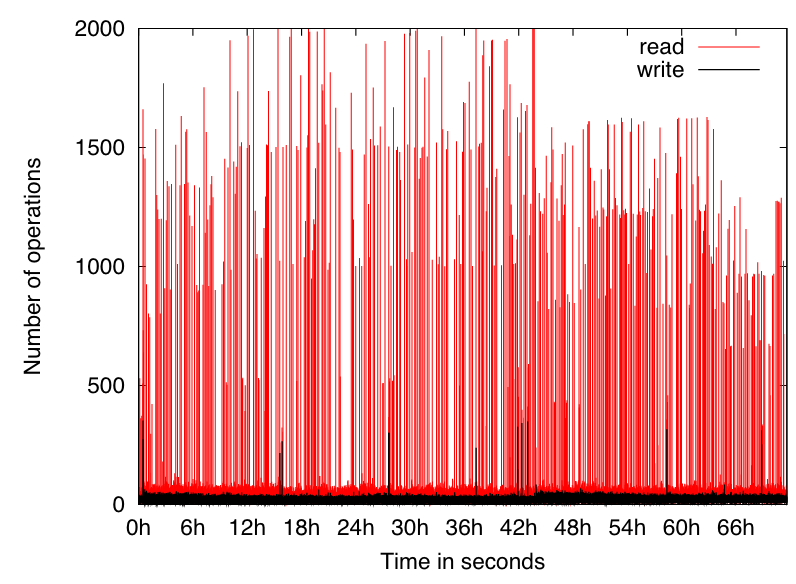 2000
1500
1000
500
0
Number of operations
read
write
0h 6h 12h 18h 24h 30h 36h 42h 48h 54h 60h 66h
Time in seconds